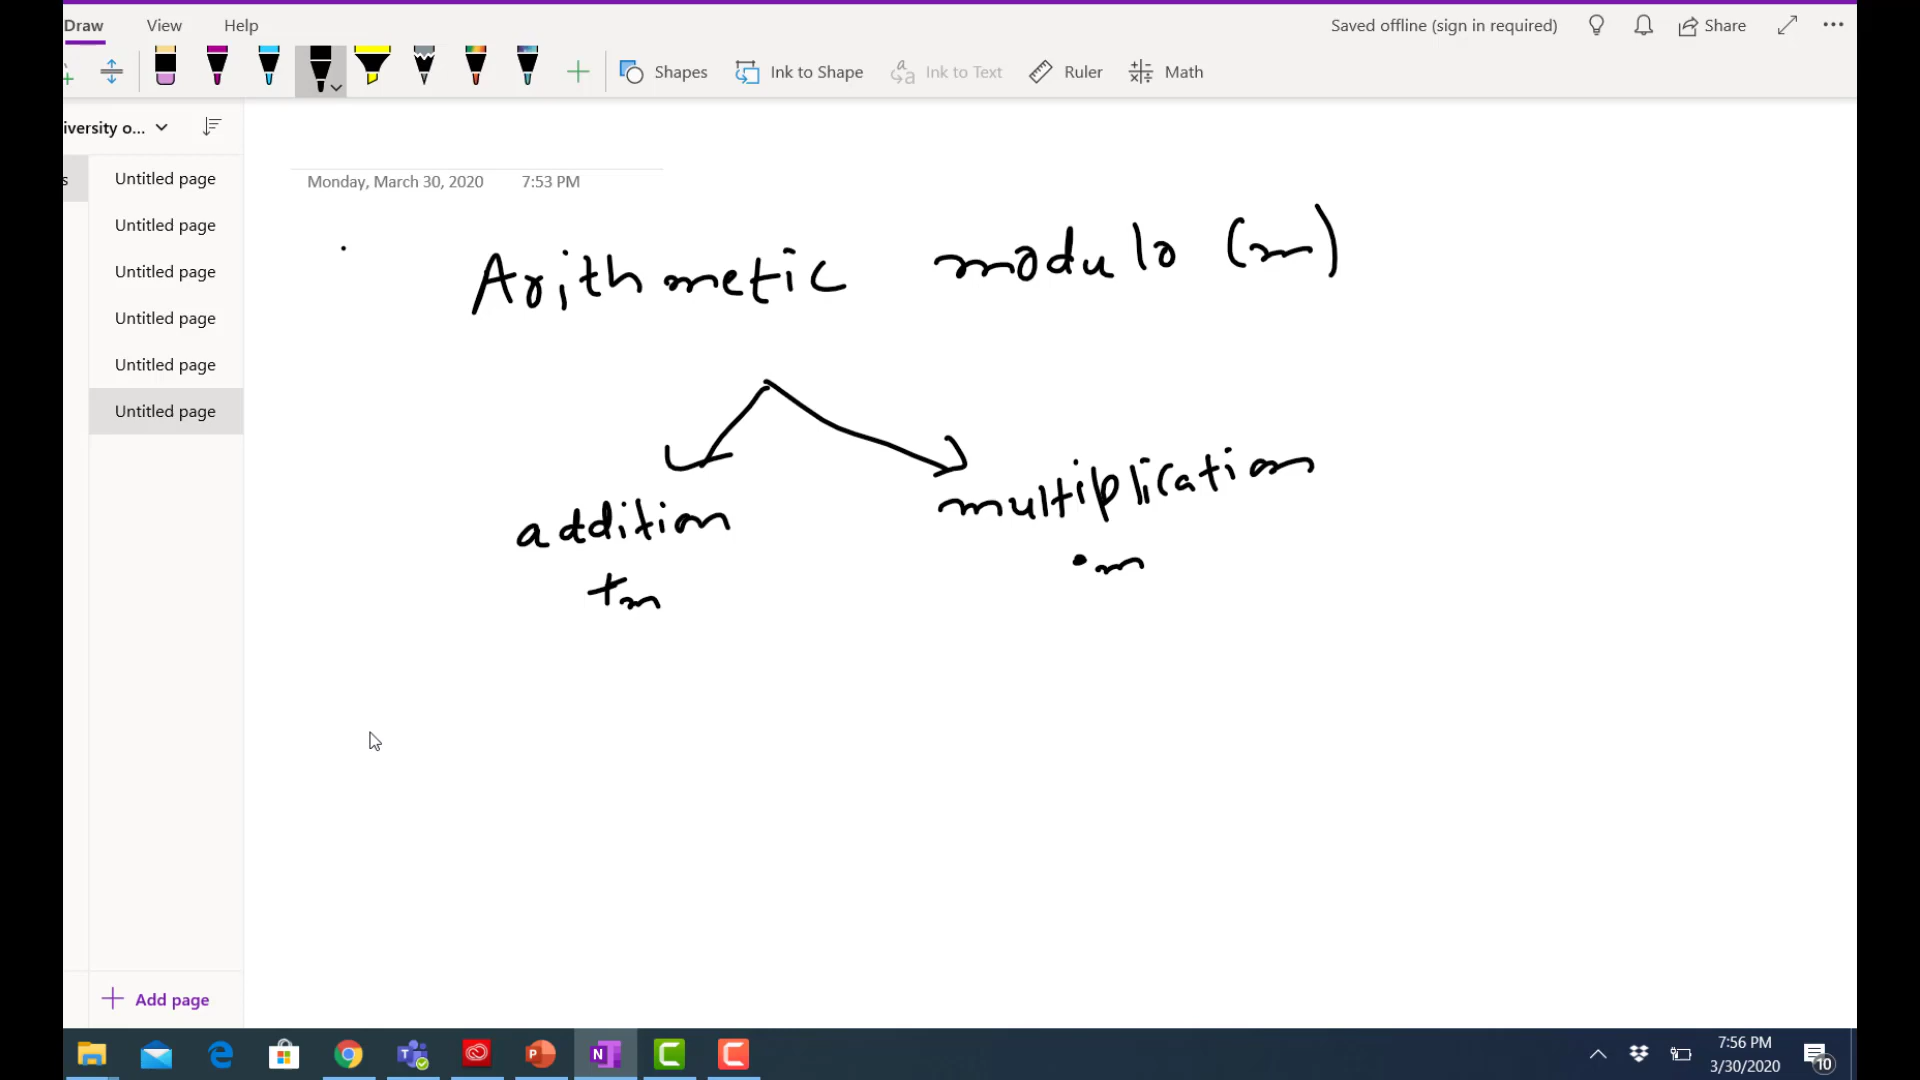 Draw View Help Saved offline (sign in required) Share
Shapes Ink to Shape Ink to Text Ruler Math
iversity o...
Untitled page
Untitled page
Untitled page
Untitled page
Untitled page
Untitled page
Add page
Monday, March 30, 2020 7:53 PM
Arithmetic modulo (m)
addition multiplication
+m •m
7:56 PM
3/30/2020
10